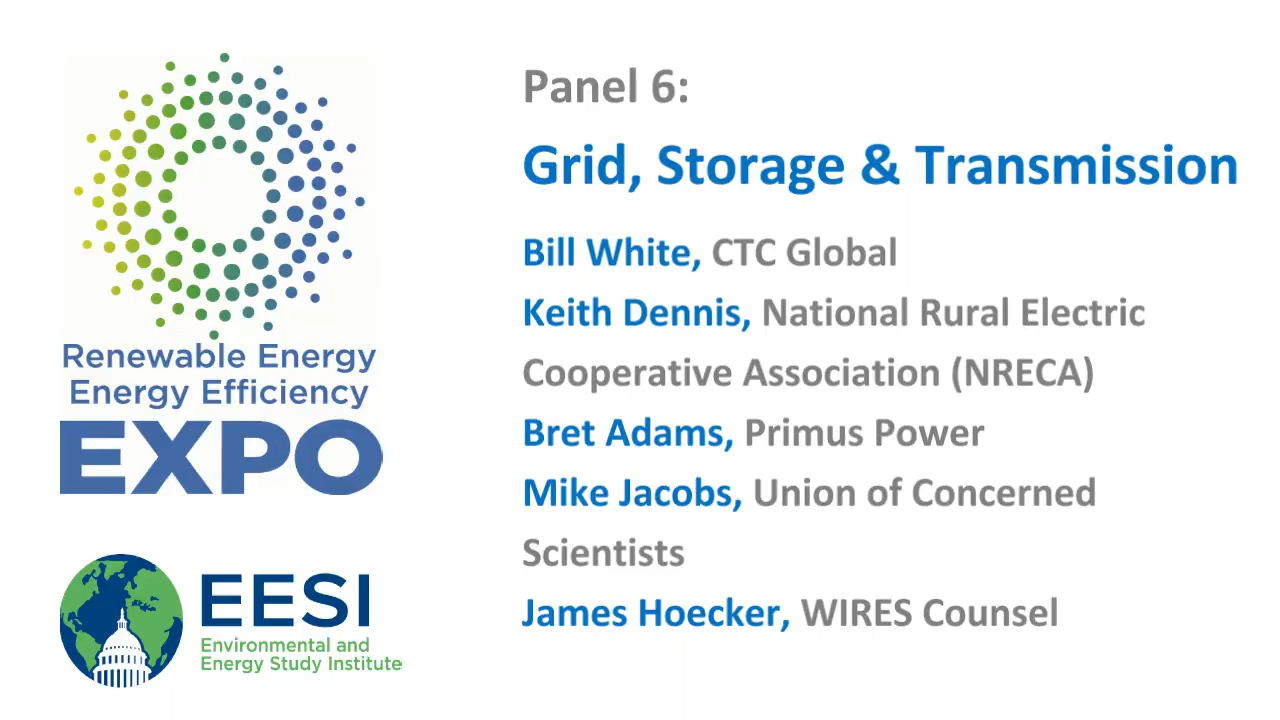 Panel 6:
Grid, Storage & Transmission
Bill White, CTC Global
Keith Dennis, National Rural Electric
Cooperative Association (NRECA)
Bret Adams, Primus Power
Mike Jacobs, Union of Concerned
Scientists
James Hoecker, WIRES Counsel
Renewable Energy
Energy Efficiency
EXPO
EESI
Environmental and
Energy Study Institute